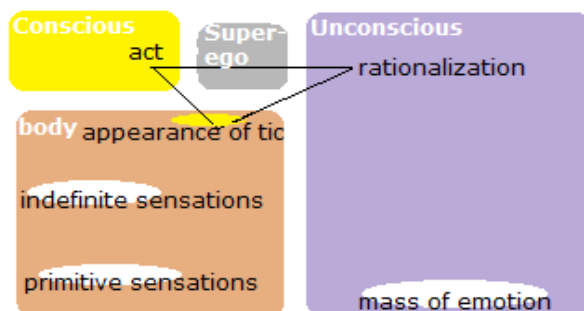 Conscious
act
Super-
ego
Unconscious
rationalization
body
appearance of tic
indefinite sensations
primitive sensations
mass of emotion